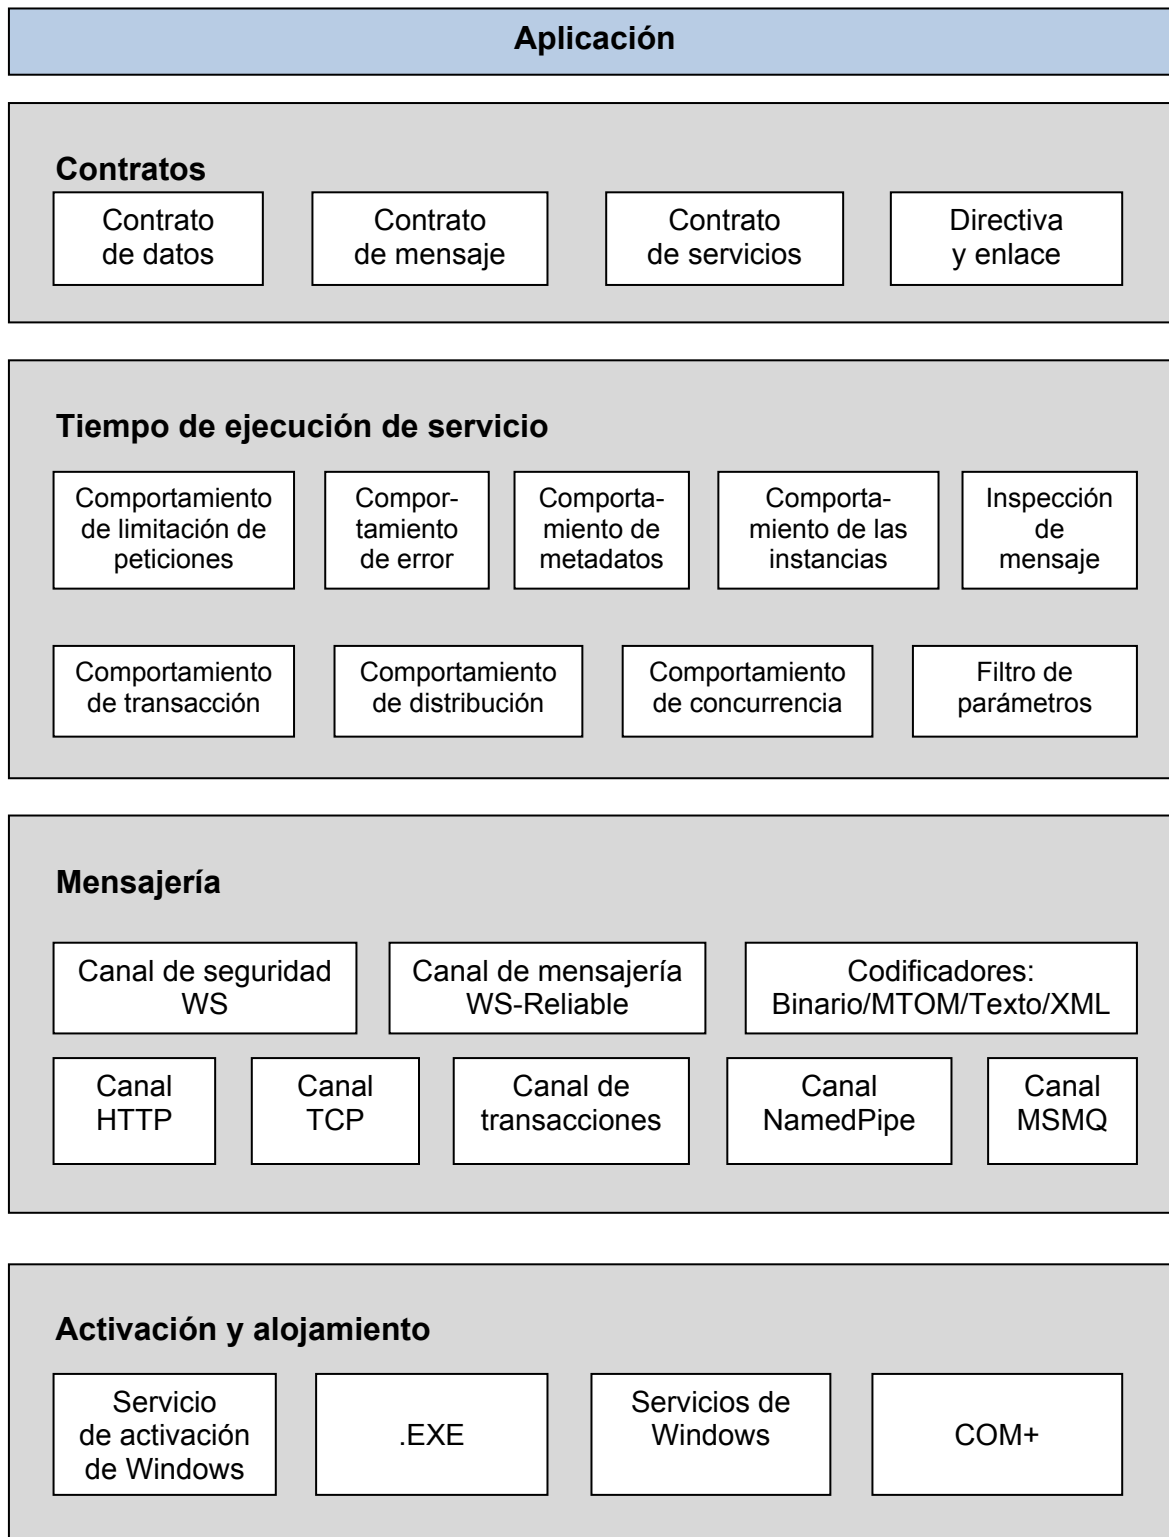 Aplicación
Contratos
Contrato
de datos
Contrato
de mensaje
Contrato
de servicios
Directiva
y enlace
Tiempo de ejecución de servicio
Comportamiento
de limitación de
peticiones
Compor-
tamiento
de error
Comporta-
miento de
metadatos
Comporta-
miento de las
instancias
Inspección
de
mensaje
Comportamiento
de transacción
Comportamiento
de distribución
Comportamiento
de concurrencia
Filtro de
parámetros
Mensajería
Canal de seguridad
WS
Canal de mensajería
WS-Reliable
Codificadores:
Binario/MTOM/Texto/XML
Canal
HTTP
Canal
TCP
Canal de
transacciones
Canal
NamedPipe
Canal
MSMQ
Activación y alojamiento
Servicio
de activación
de Windows
.EXE
Servicios de
Windows
COM+